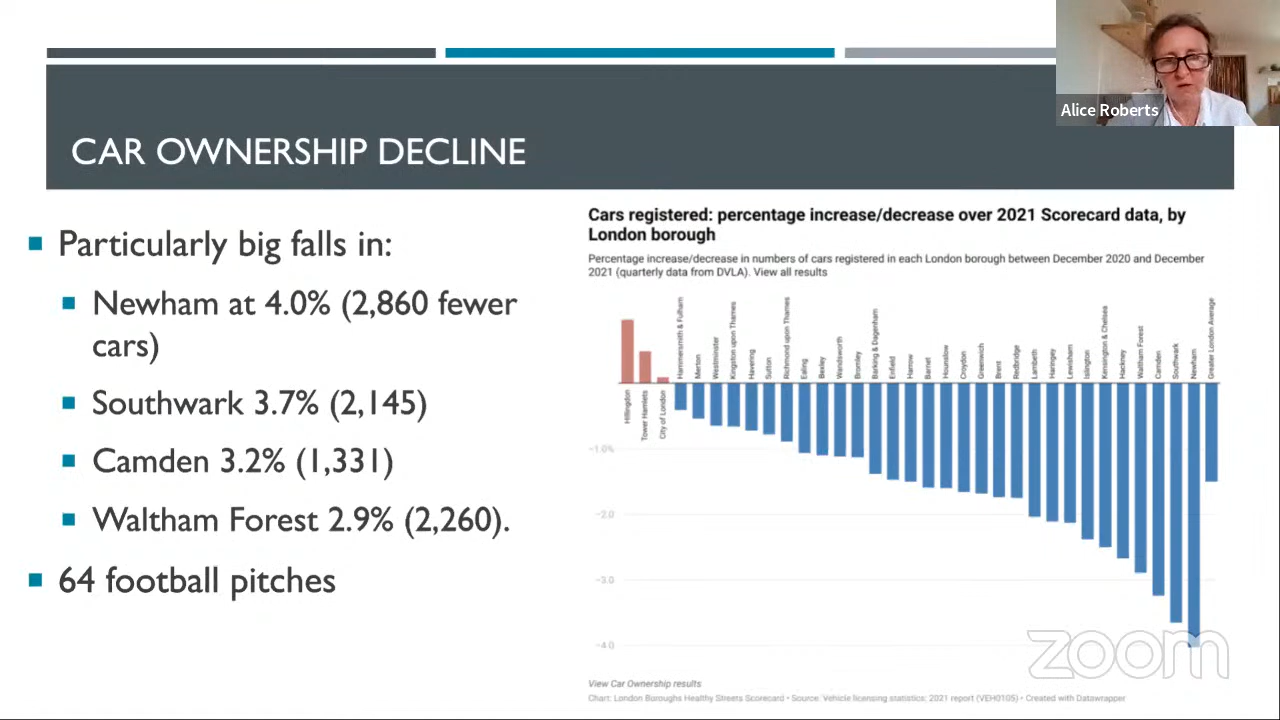 Alice Roberts
CAR OWNERSHIP DECLINE
Particularly big falls in:
Newham at 4.0% (2,860 fewer
cars)
Southwark 3.7% (2,145)
Camden 3.2% (1,331)
Waltham Forest 2.9% (2,260).
64 football pitches
Cars registered: percentage increase/decrease over 2021 Scorecard data, by
London borough
Percentage increase/decrease in numbers of cars registered in each London borough between December 2020 and December
2021 (quarterly data from DVLA). View all results
Hillingdon
Tower Hamlets
City of London
Hammersmith & Fulham
Merton
Westminster
Kingston upon Thames
Havering
Sutton
Richmond upon Thames
Ealing
Bexley
Wandsworth
Bromley
Barking & Dagenham
Enfield
Harrow
Barnet
Hounslow
Croydon
Greenwich
Brent
Redbridge
Lambeth
Haringey
Lewisham
Islington
Kensington & Chelsea
Hackney
Waltham Forest
Camden
Southwark
Newham
Greater London Average
−1.0%
−2.0
−3.0
−4.0
zoom
View Car Ownership results
Chart: London Boroughs Healthy Streets Scorecard • Source: Vehicle licensing statistics: 2021 report (VEH0105) • Created with Datawrapper